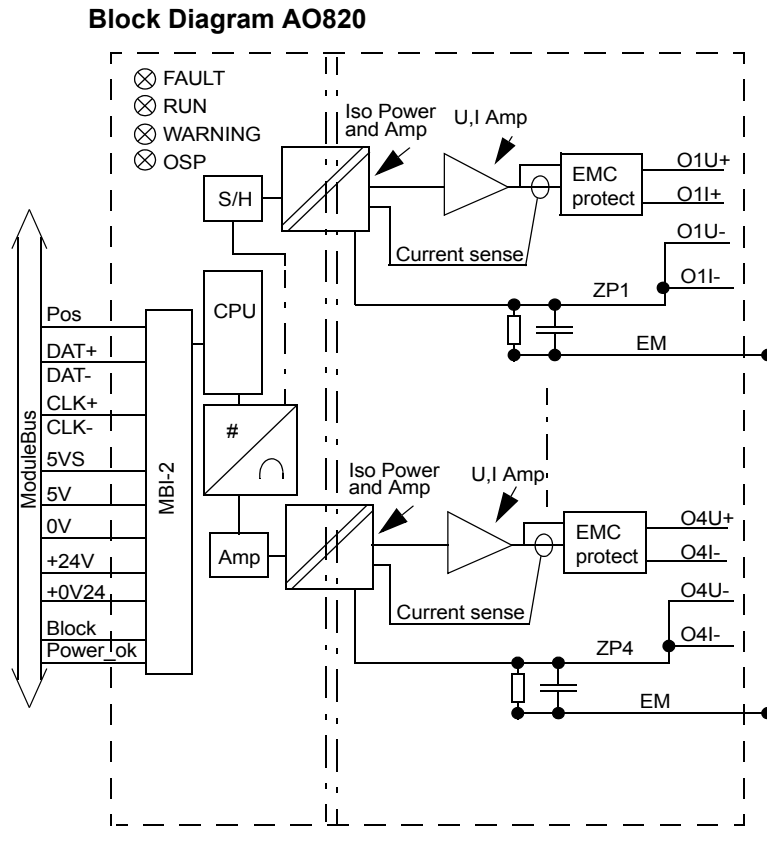 Block Diagram AO820
FAULT
RUN
WARNING
OSP
Iso Power
and Amp
U,I Amp
S/H
EMC
protect
O1U+
O1I+
O1U-
O1I-
Current sense
ZP1
EM
ModuleBus
Pos
DAT+
DAT-
CLK+
CLK-
5VS
5V
0V
+24V
+0V24
Block
Power_ok
MBI-2
CPU
#
Amp
Iso Power
and Amp
U,I Amp
EMC
protect
O4U+
O4I-
O4U-
O4I-
Current sense
ZP4
EM